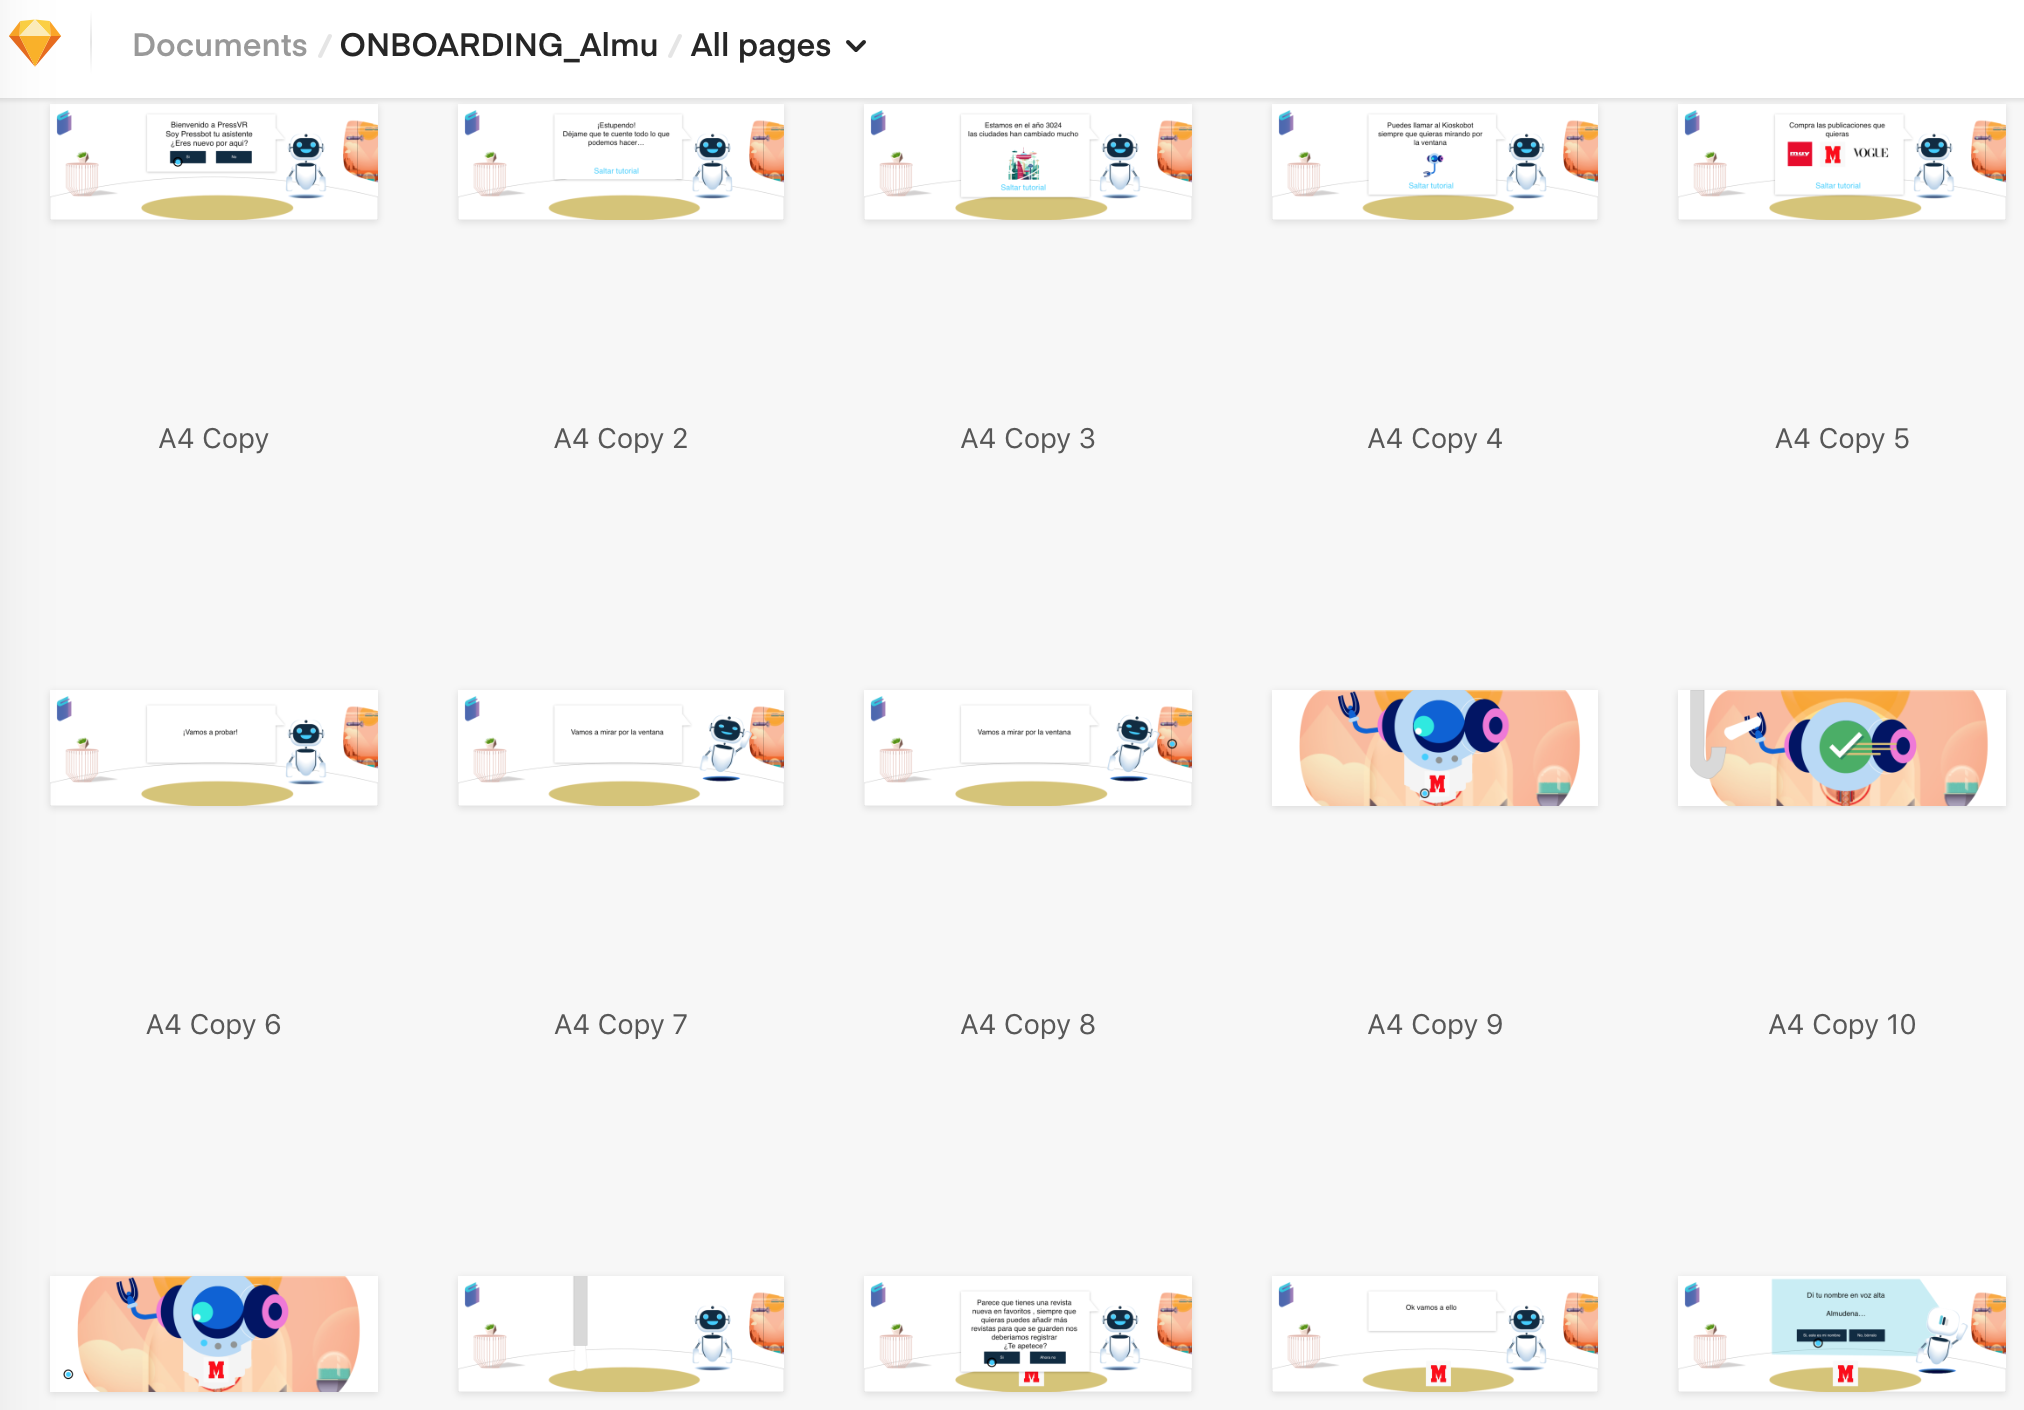 Documents / ONBOARDING_Almu / All pages
Bienvenido a PressVR
Soy Pressbot tu asistente
¿Eres nuevo por aquí?
Si
No
¡Estupendo!
Déjame que te cuente todo lo que
podemos hacer...
Saltar tutorial
Estamos en el año 3024
las ciudades han cambiado mucho
Saltar tutorial
Puedes llamar al Kioskobot
siempre que quieras mirando por
la ventana
Saltar tutorial
Compra las publicaciones que
quieras
muy
M
VOGUE
Saltar tutorial
A4 Copy
A4 Copy 2
A4 Copy 3
A4 Copy 4
A4 Copy 5
¡Vamos a probar!
Vamos a mirar por la ventana
Vamos a mirar por la ventana
M
A4 Copy 6
A4 Copy 7
A4 Copy 8
A4 Copy 9
A4 Copy 10
M
Parece que tienes una revista
nueva en favoritos , siempre que
quieras puedes añadir más
revistas para que se guarden nos
deberiamos registrar
¿Te apetece?
Si
Ahora no
M
Ok vamos a ello
M
Di tu nombre en voz alta
Almudena...
M